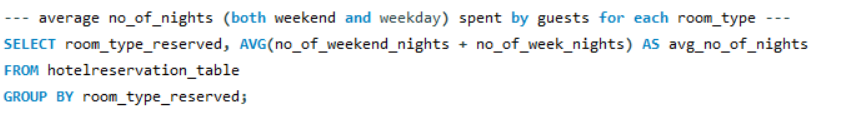 --- average no_of_nights (both weekend and weekday) spent by guests for each room_type ---
SELECT room_type_reserved, AVG(no_of_weekend_nights + no_of_week_nights) AS avg_no_of_nights
FROM hotelreservation_table
GROUP BY room_type_reserved;